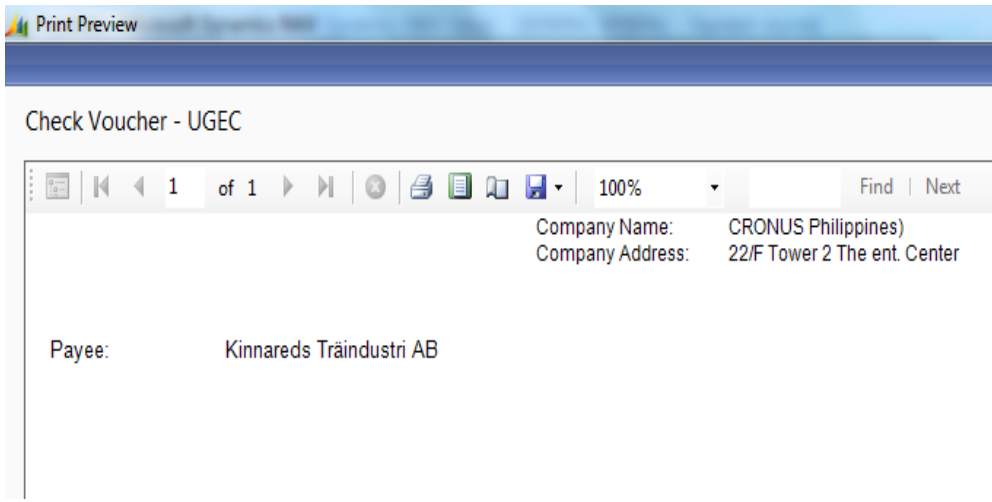 Print Preview
Check Voucher - UGEC
1 of 1 100% Find | Next
Company Name: CRONUS Philippines)
Company Address: 22/F Tower 2 The ent. Center
Payee: Kinnareds Träindustri AB